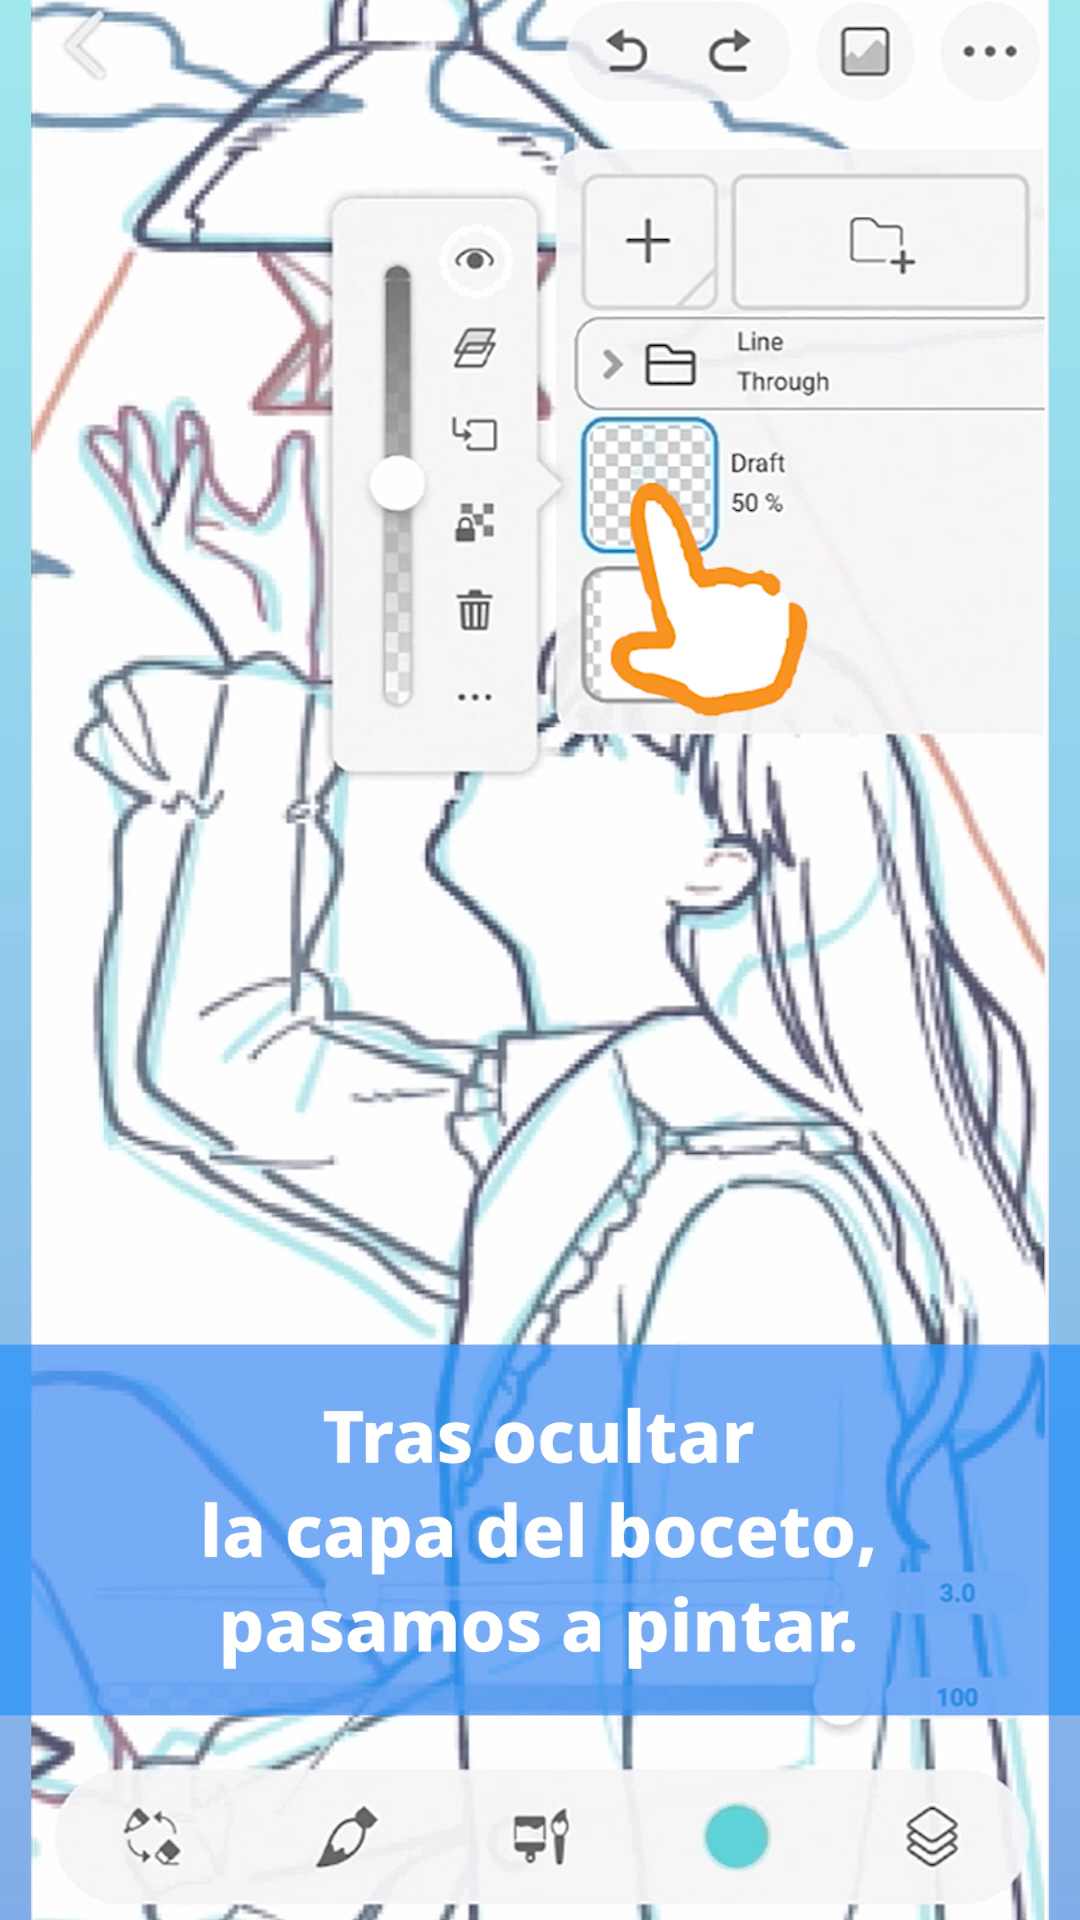 Line
Through
Draft
50 %
Tras ocultar
la capa del boceto,
pasamos a pintar.
3.0
100